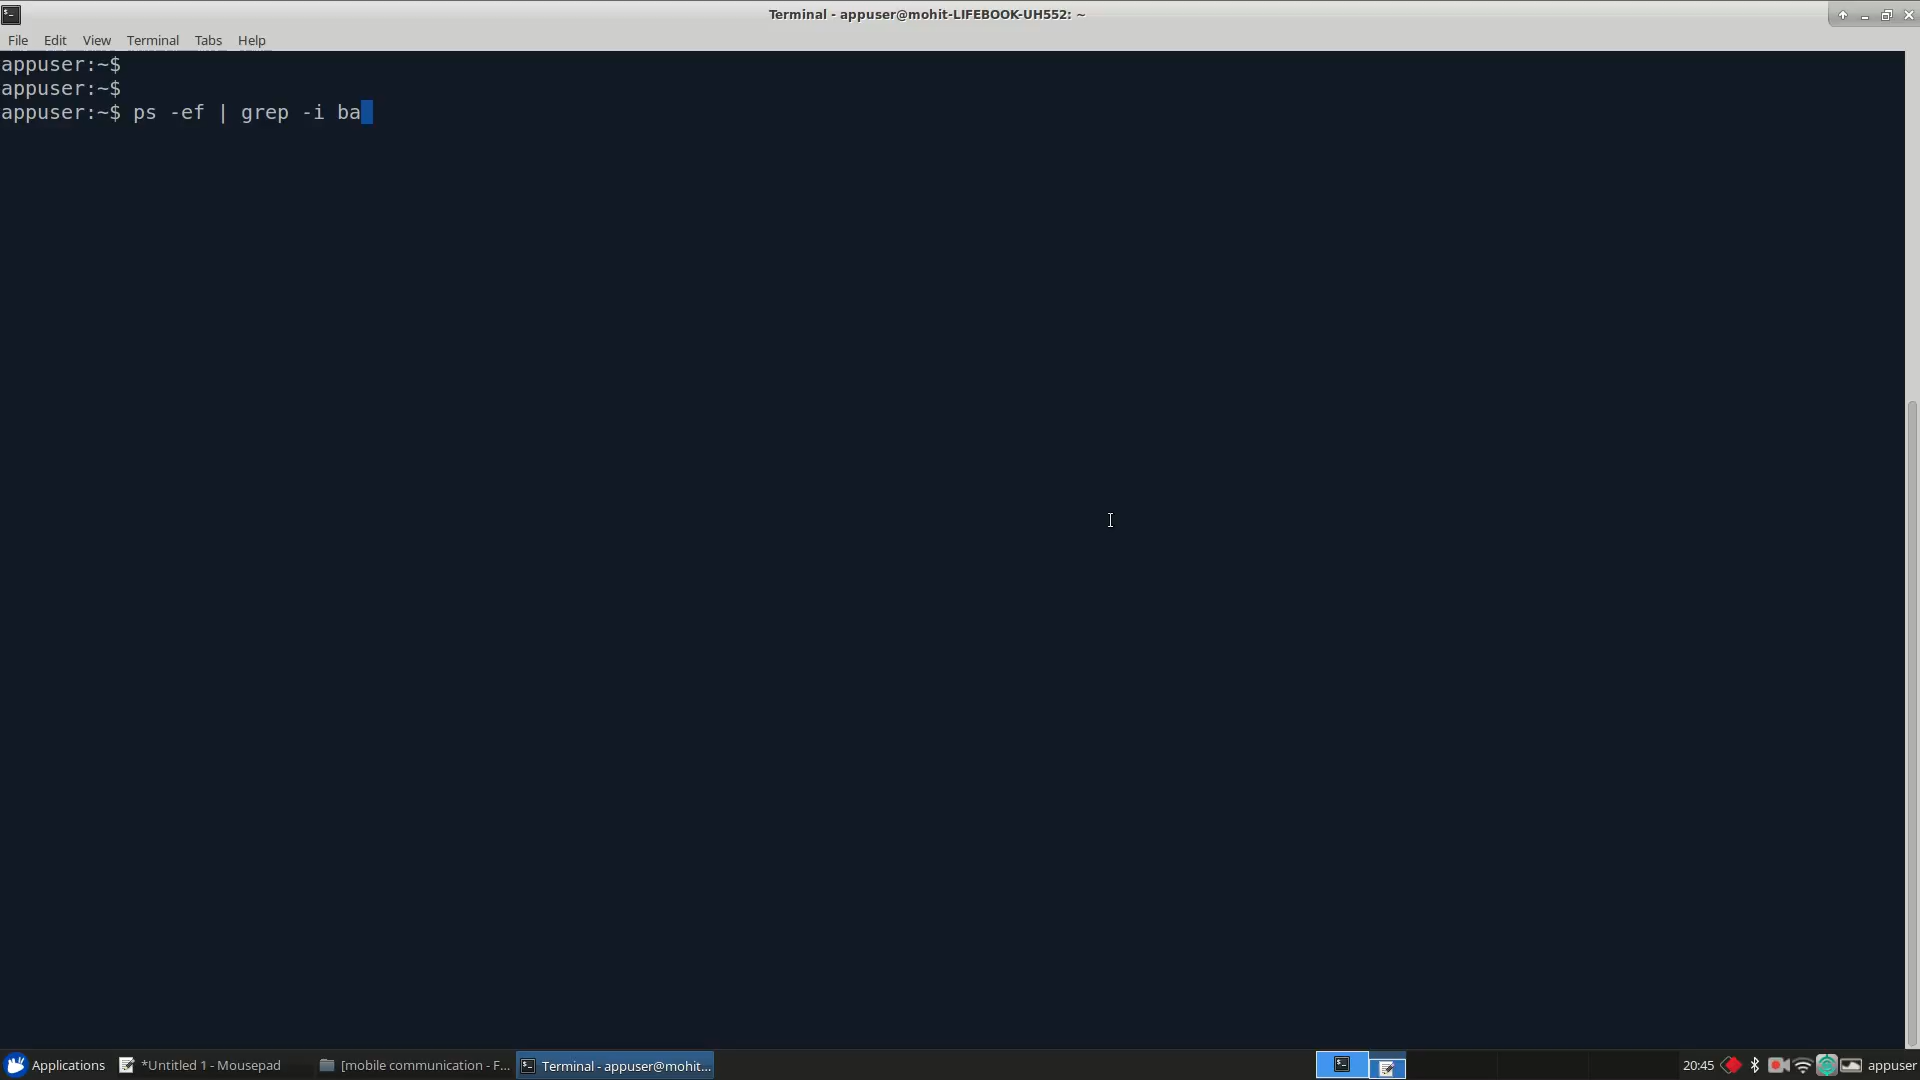 Terminal - appuser@mohit-LIFEBOOK-UH552: ~
File Edit View Terminal Tabs Help
appuser:~$
appuser:~$
appuser:~$ ps -ef | grep -i ba
Applications *Untitled 1 - Mousepad [mobile communication - F... Terminal - appuser@mohit... 20:45 appuser